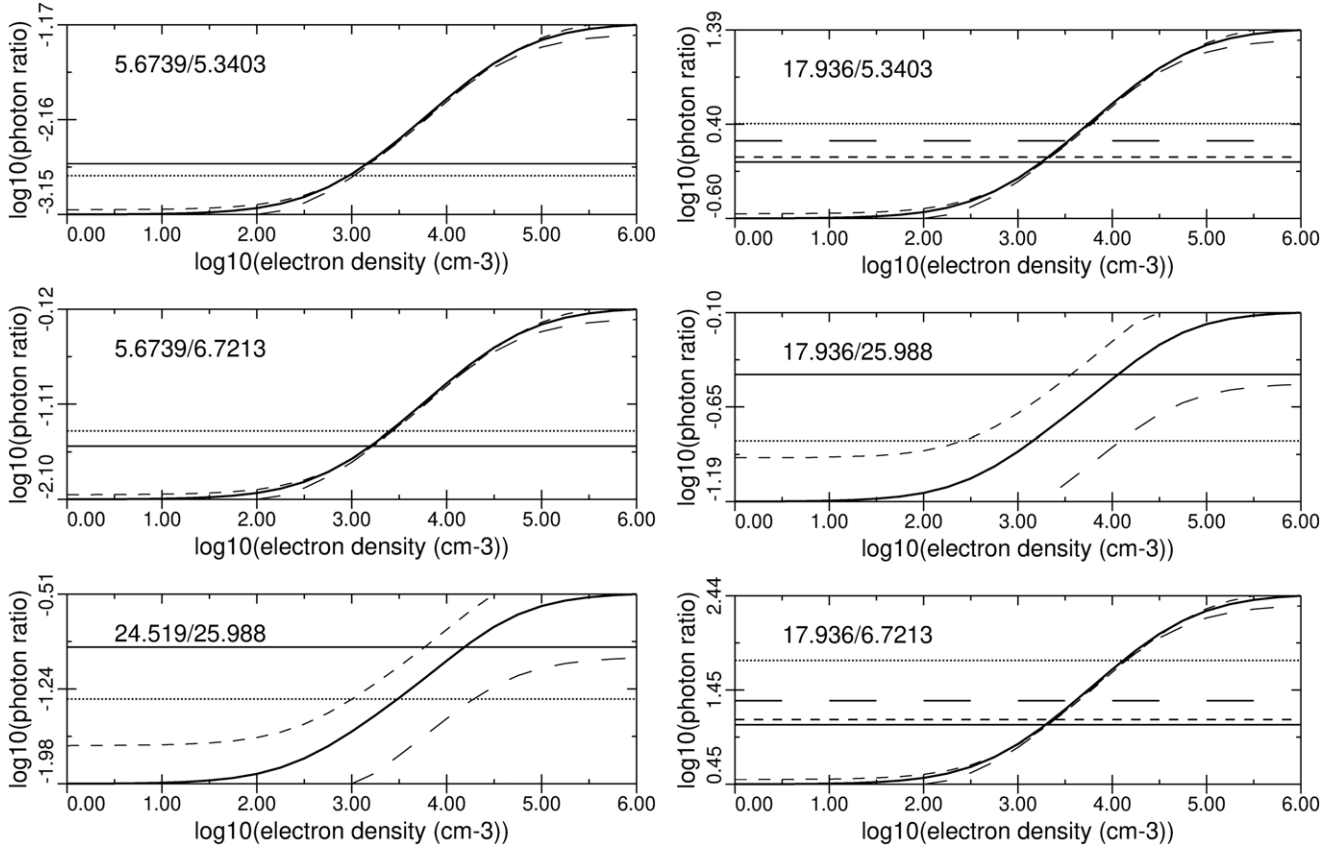 5.6739/5.3403
log10(photon ratio)
-1.17
-2.16
-3.15
0.00 1.00 2.00 3.00 4.00 5.00 6.00
log10(electron density (cm-3))
17.936/5.3403
log10(photon ratio)
1.39
0.40
-0.60
0.00 1.00 2.00 3.00 4.00 5.00 6.00
log10(electron density (cm-3))
5.6739/6.7213
log10(photon ratio)
-0.12
-1.11
-2.10
0.00 1.00 2.00 3.00 4.00 5.00 6.00
log10(electron density (cm-3))
17.936/25.988
log10(photon ratio)
-0.10
-0.65
-1.19
0.00 1.00 2.00 3.00 4.00 5.00 6.00
log10(electron density (cm-3))
24.519/25.988
log10(photon ratio)
-0.51
-1.24
-1.98
0.00 1.00 2.00 3.00 4.00 5.00 6.00
log10(electron density (cm-3))
17.936/6.7213
log10(photon ratio)
2.44
1.45
0.45
0.00 1.00 2.00 3.00 4.00 5.00 6.00
log10(electron density (cm-3))